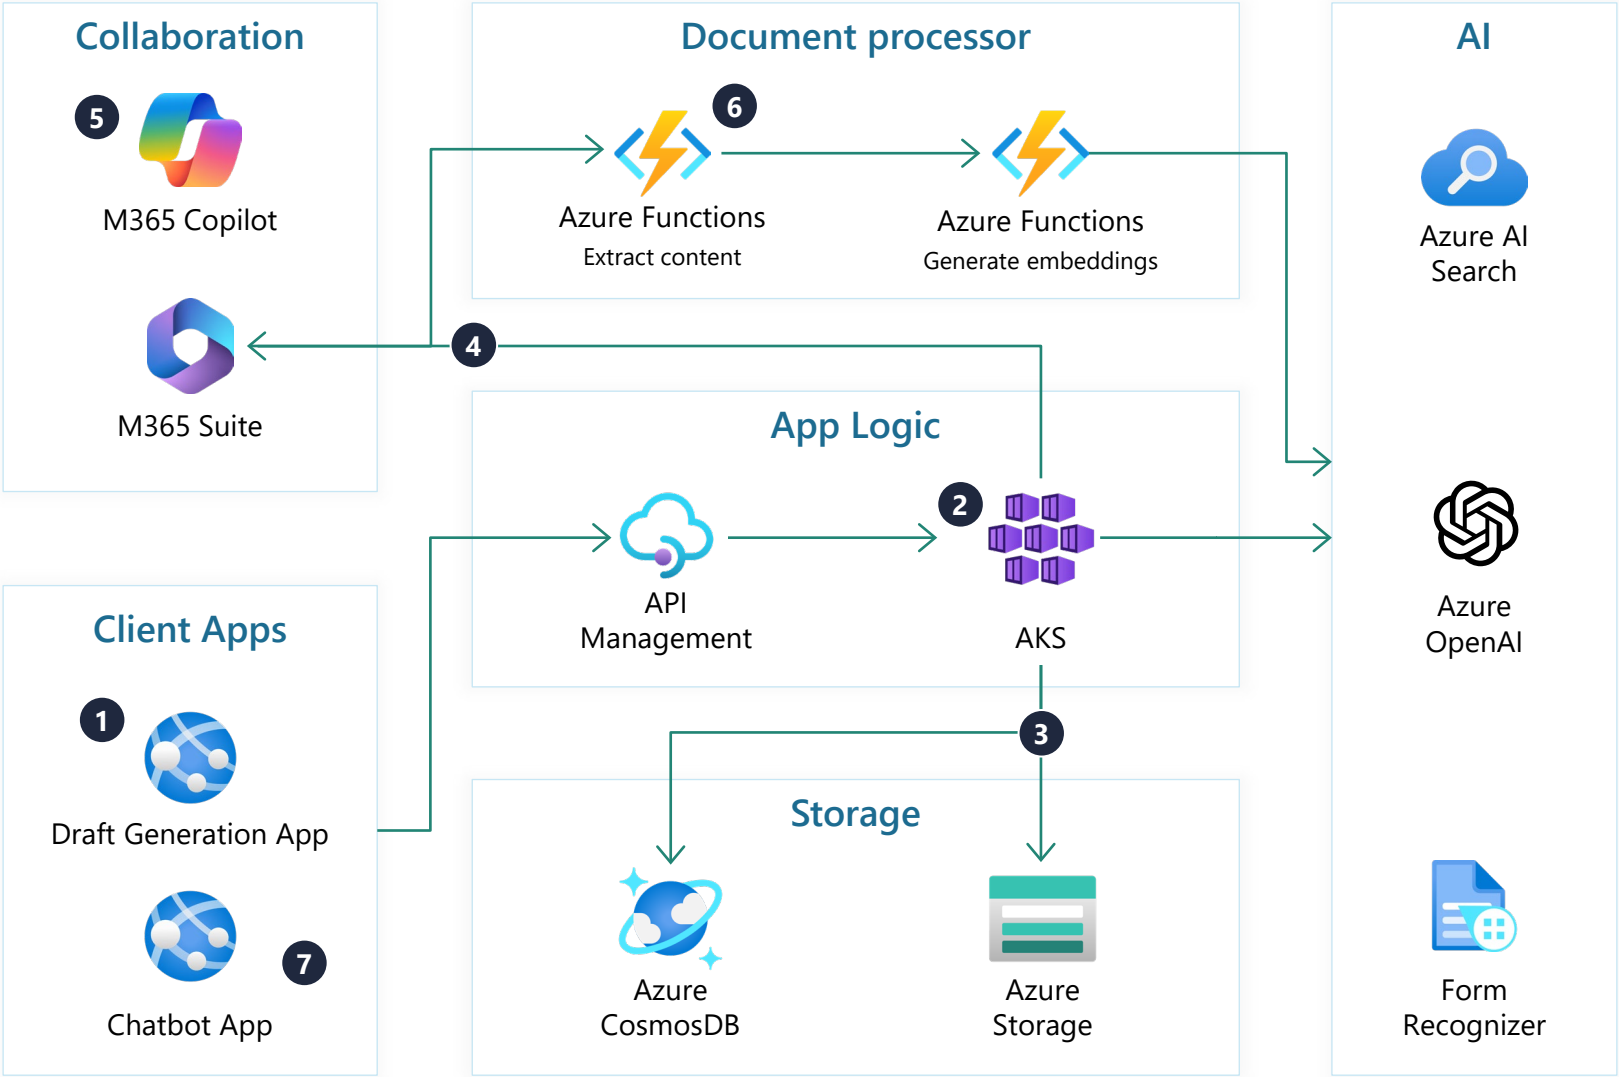 Collaboration
5
M365 Copilot
M365 Suite
Document processor
6
Azure Functions
Extract content
Azure Functions
Generate embeddings
4
App Logic
2
API
Management
AKS
Client Apps
1
Draft Generation App
7
Chatbot App
3
Storage
Azure
CosmosDB
Azure
Storage
AI
Azure AI
Search
Azure
OpenAI
Form
Recognizer